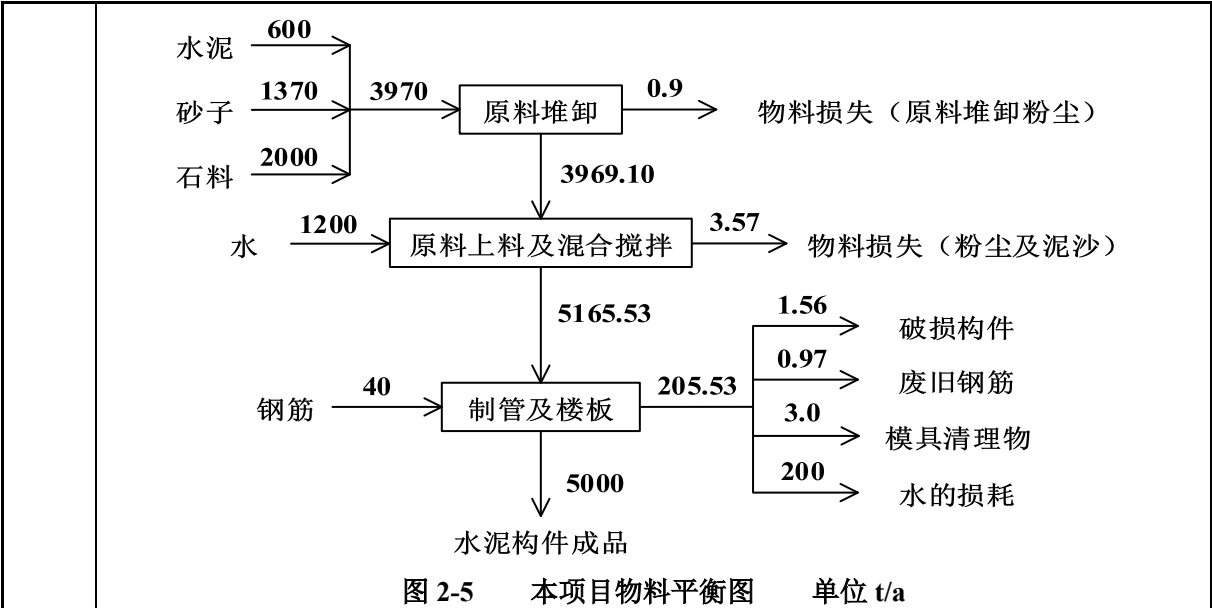 水泥 600
砂子 1370
石料 2000
3970
原料堆卸
0.9
物料损失（原料堆卸粉尘）
3969.10
水 1200
原料上料及混合搅拌
3.57
物料损失（粉尘及泥沙）
5165.53
钢筋 40
制管及楼板
205.53
1.56 破损构件
0.97 废旧钢筋
3.0 模具清理物
200 水的损耗
5000
水泥构件成品
图 2-5 本项目物料平衡图 单位 t/a